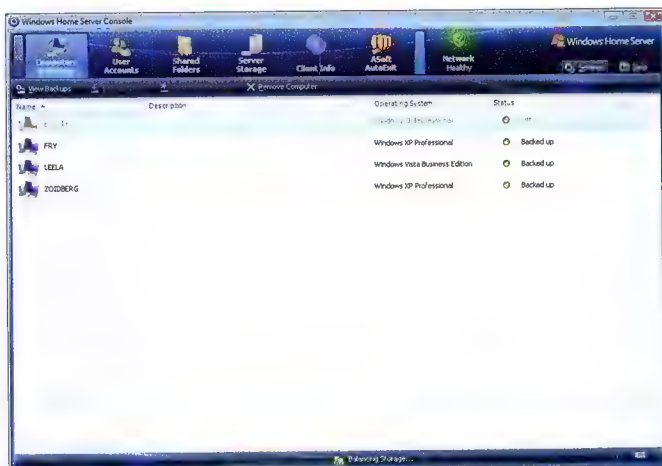 Windows Home Server Console
Computers
User Accounts
Shared Folders
Server Storage
Client Info
ASoft AutoExit
Network Healthy
Windows Home Server
View Backups
Remove Computer
Name Description Operating System Status
FRY Windows XP Professional Backed up
LEELA Windows Vista Business Edition Backed up
ZOIDBERG Windows XP Professional Backed up
Balancing Storage...